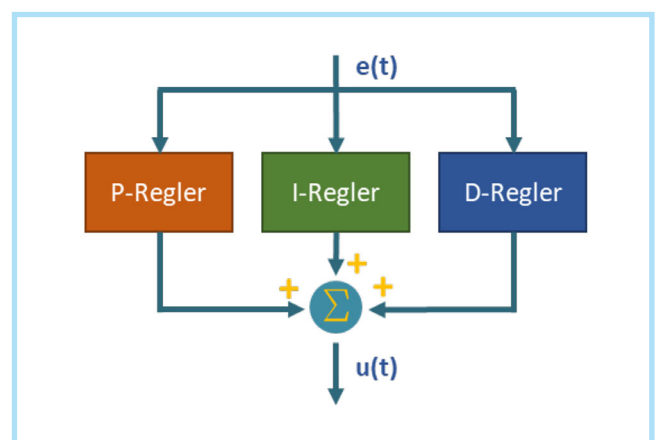 e(t)
P-Regler
I-Regler
D-Regler
+
+
+
Σ
u(t)